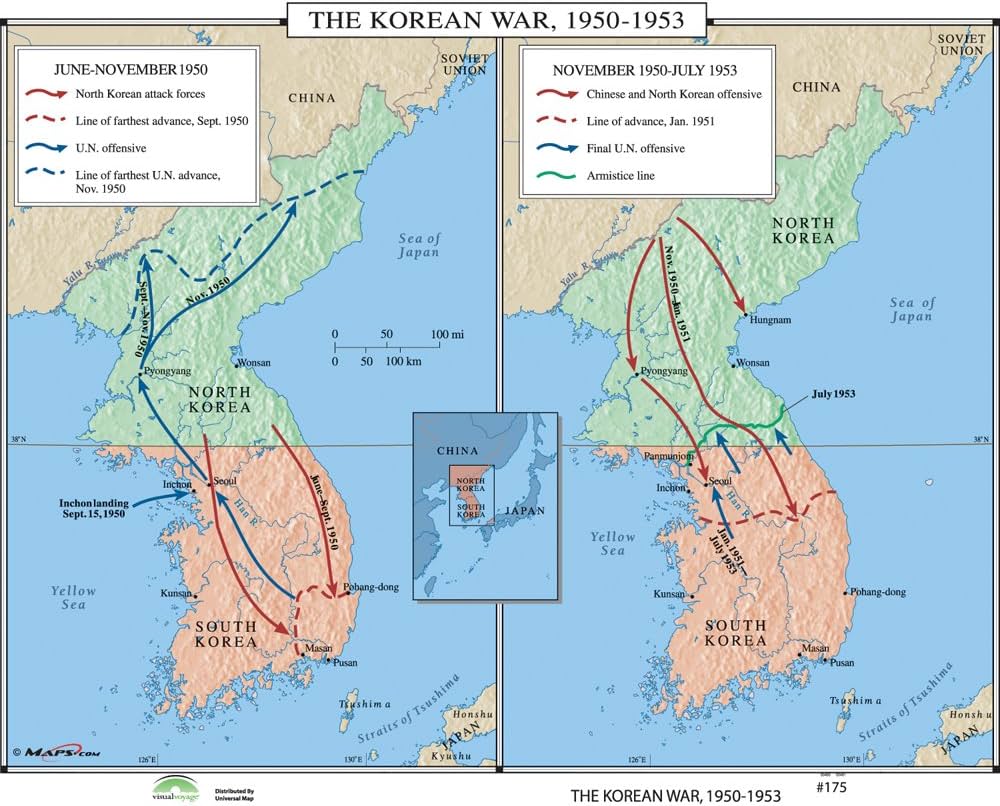 THE KOREAN WAR, 1950-1953
JUNE-NOVEMBER 1950
North Korean attack forces
Line of farthest advance, Sept. 1950
U.N. offensive
Line of farthest U.N. advance,
Nov. 1950
SOVIET
UNION
CHINA
Yalu R.
Sea of
Japan
Sept.-Nov. 1950
Nov. 1950
0 50 100 mi
0 50 100 km
Pyongyang
Wonsan
NORTH
KOREA
38°N
Inchon
Seoul
Han R.
Inchon landing
Sept. 15, 1950
June-Sept. 1950
Yellow
Sea
Kunsan
Pohang-dong
SOUTH
KOREA
Masan
Pusan
Tsushima
Straits of Tsushima
Honshu
JAPAN
Kyushu
© MAPS.COM
126°E
130°E
CHINA
NORTH
KOREA
SOUTH
KOREA
JAPAN
NOVEMBER 1950-JULY 1953
Chinese and North Korean offensive
Line of advance, Jan. 1951
Final U.N. offensive
Armistice line
SOVIET
UNION
CHINA
NORTH
KOREA
Yalu R.
Sea of
Japan
Nov. 1950-Jan. 1951
Hungnam
Pyongyang
Wonsan
July 1953
38°N
Panmunjom
Inchon
Seoul
Han R.
Yellow
Sea
Jan. 1951-
July 1953
Kunsan
Pohang-dong
SOUTH
KOREA
Masan
Pusan
Tsushima
Straits of Tsushima
Honshu
JAPAN
126°E
130°E
visualvoyage
Distributed By
Universal Map
THE KOREAN WAR, 1950-1953
#175